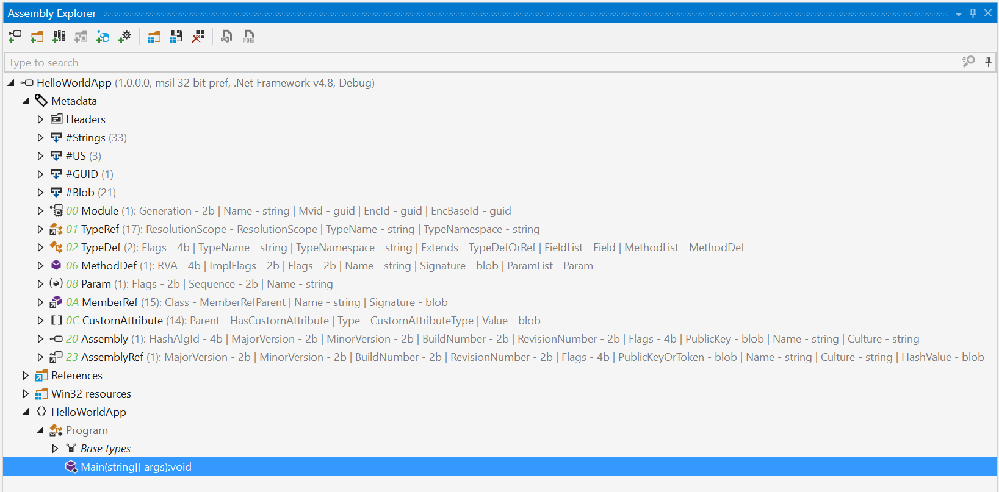 Assembly Explorer
PDB
Type to search
HelloWorldApp (1.0.0.0, msil 32 bit pref, .Net Framework v4.8, Debug)
Metadata
Headers
#Strings (33)
#US (3)
#GUID (1)
#Blob (21)
00 Module (1): Generation - 2b | Name - string | Mvid - guid | EncId - guid | EncBaseId - guid
01 TypeRef (17): ResolutionScope - ResolutionScope | TypeName - string | TypeNamespace - string
02 TypeDef (2): Flags - 4b | TypeName - string | TypeNamespace - string | Extends - TypeDefOrRef | FieldList - Field | MethodList - MethodDef
06 MethodDef (1): RVA - 4b | ImplFlags - 2b | Flags - 2b | Name - string | Signature - blob | ParamList - Param
08 Param (1): Flags - 2b | Sequence - 2b | Name - string
0A MemberRef (15): Class - MemberRefParent | Name - string | Signature - blob
0C CustomAttribute (14): Parent - HasCustomAttribute | Type - CustomAttributeType | Value - blob
20 Assembly (1): HashAlgId - 4b | MajorVersion - 2b | MinorVersion - 2b | BuildNumber - 2b | RevisionNumber - 2b | Flags - 4b | PublicKey - blob | Name - string | Culture - string
23 AssemblyRef (1): MajorVersion - 2b | MinorVersion - 2b | BuildNumber - 2b | RevisionNumber - 2b | Flags - 4b | PublicKeyOrToken - blob | Name - string | Culture - string | HashValue - blob
References
Win32 resources
HelloWorldApp
Program
Base types
Main(string[] args):void